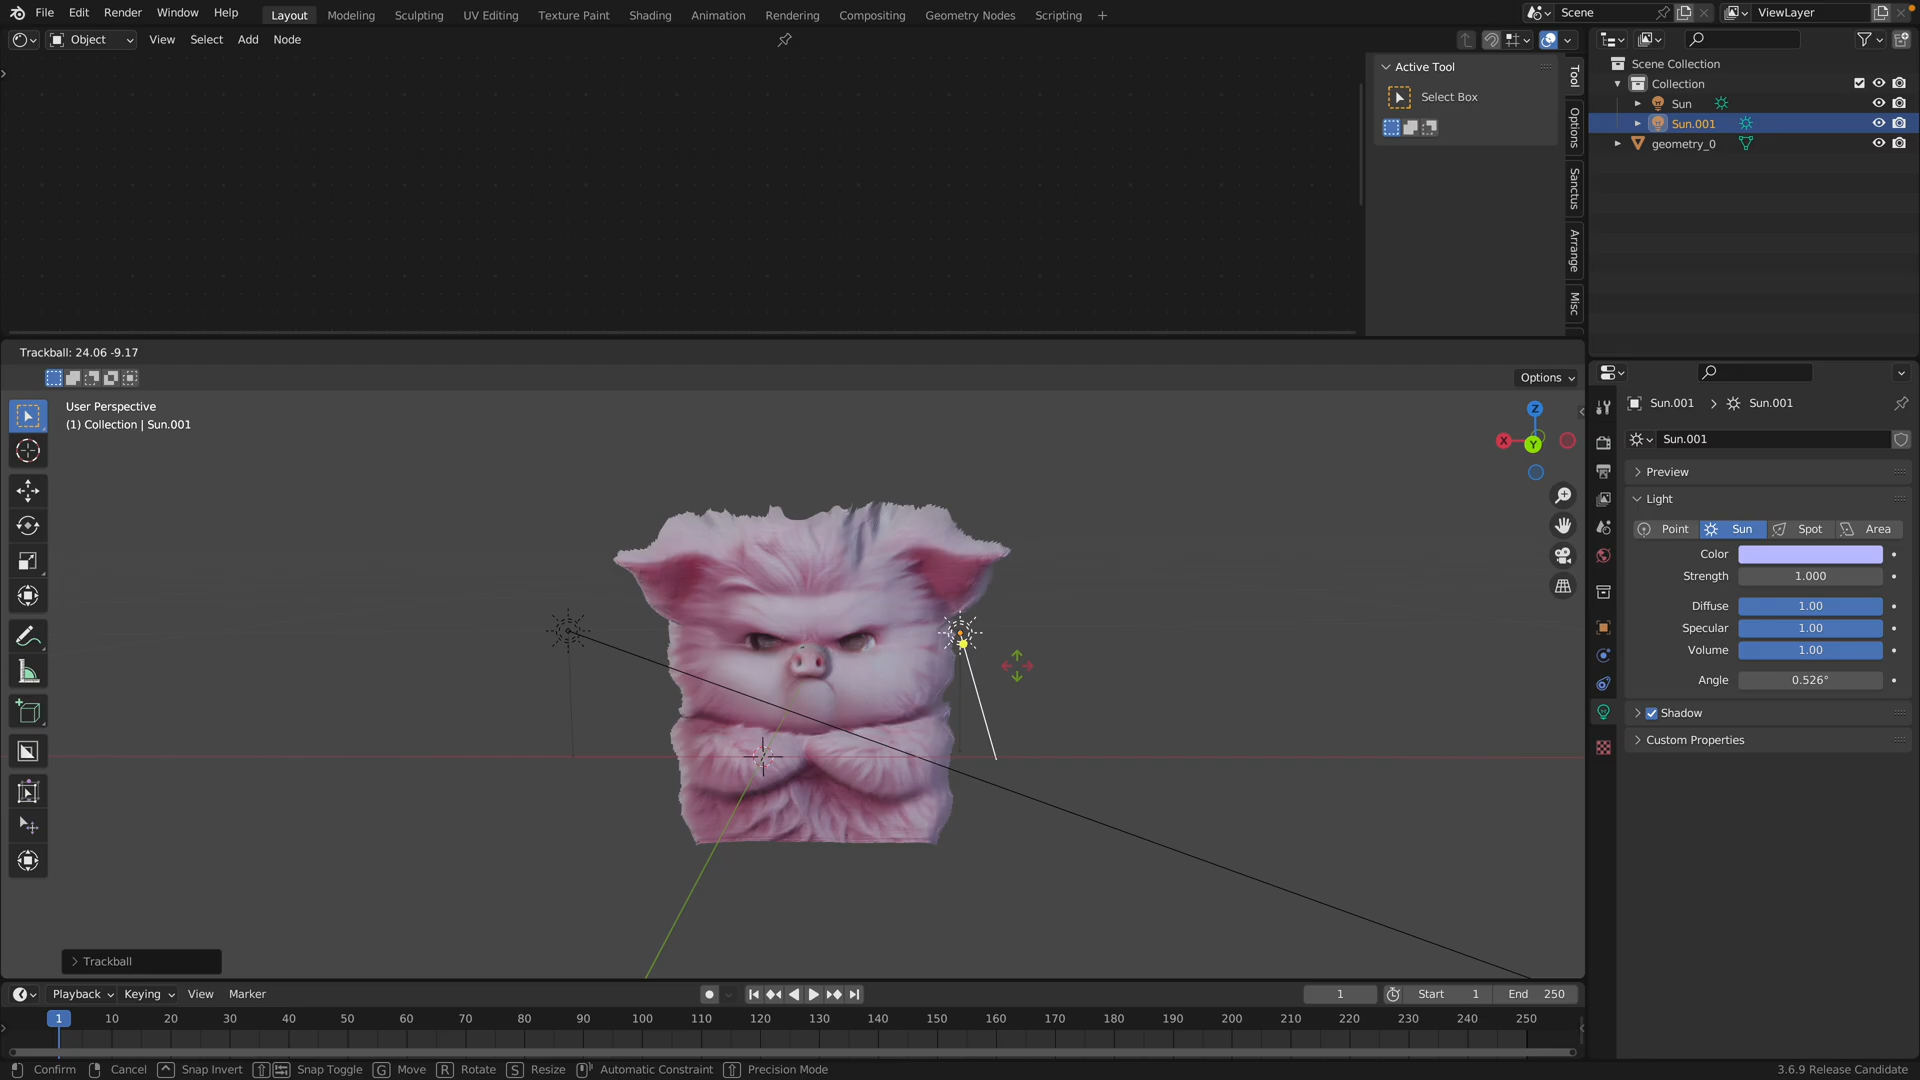 File Edit Render Window Help Layout Modeling Sculpting UV Editing Texture Paint Shading Animation Rendering Compositing Geometry Nodes Scripting + Scene ViewLayer
Object View Select Add Node
Active Tool
Select Box
Tool
Options
Sanctus
Arrange
Misc
Scene Collection
Collection
Sun
Sun.001
geometry_0
Trackball: 24.06 -9.17
Options
User Perspective
(1) Collection | Sun.001
Z
X
Y
Trackball
Sun.001 > Sun.001
Sun.001
Preview
Light
Point Sun Spot Area
Color
Strength 1.000
Diffuse 1.00
Specular 1.00
Volume 1.00
Angle 0.526°
Shadow
Custom Properties
Playback Keying View Marker 1 Start 1 End 250
1 10 20 30 40 50 60 70 80 90 100 110 120 130 140 150 160 170 180 190 200 210 220 230 240 250
Confirm Cancel Snap Invert Snap Toggle G Move R Rotate S Resize Automatic Constraint Precision Mode 3.6.9 Release Candidate